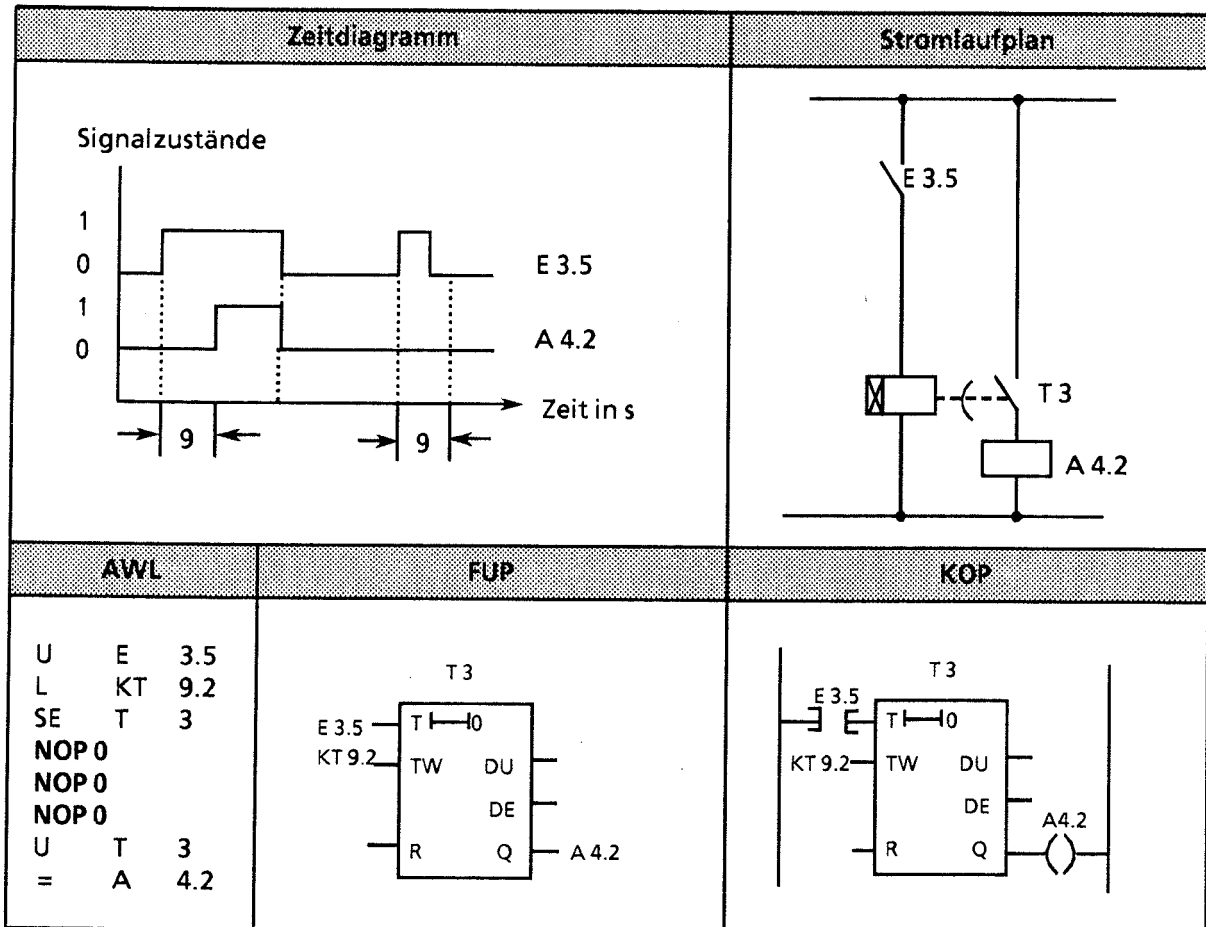 Zeitdiagramm
Stromlaufplan
Signalzustände
1
0
E 3.5
1
0
A 4.2
Zeit in s
9
9
E 3.5
T 3
A 4.2
AWL
FUP
KOP
U E 3.5
L KT 9.2
SE T 3
NOP 0
NOP 0
NOP 0
U T 3
= A 4.2
T 3
E 3.5
T 0
KT 9.2
TW DU
DE
R Q
A 4.2
T 3
E 3.5
T 0
KT 9.2
TW DU
DE
A4.2
R Q